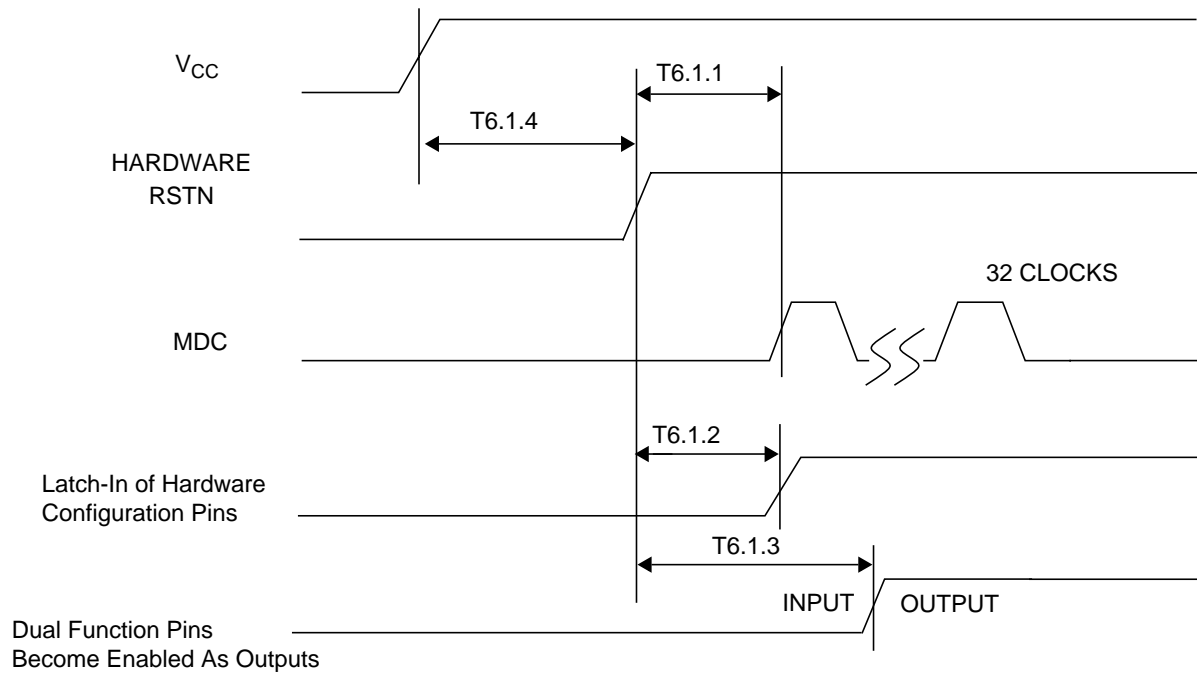 V_CC
T6.1.1
T6.1.4
HARDWARE
RSTN
32 CLOCKS
MDC
T6.1.2
Latch-In of Hardware
Configuration Pins
T6.1.3
INPUT OUTPUT
Dual Function Pins
Become Enabled As Outputs